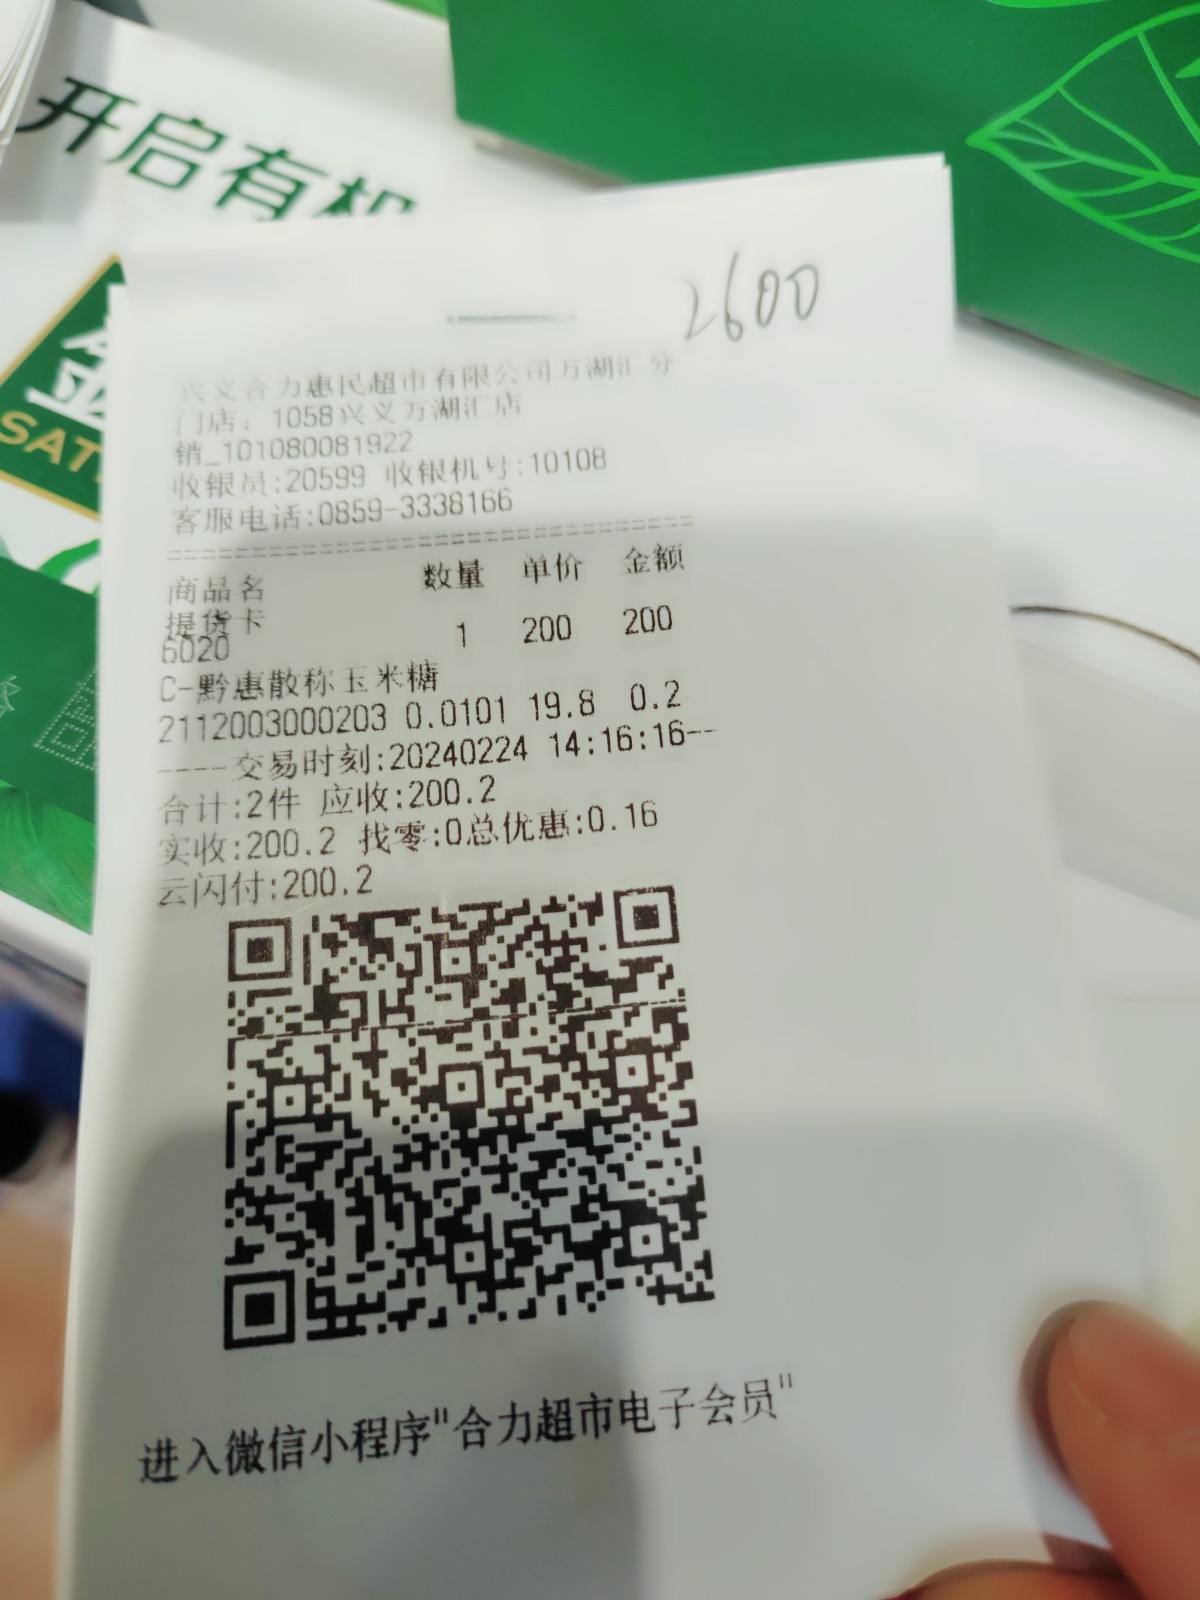 开启有机
SAT
2600
兴义合力惠民超市有限公司万湖汇分
门店：1058兴义万湖汇店
销_101080081922
收银员:20599 收银机号:10108
客服电话:0859-3338166
商品名 数量 单价 金额
提货卡
6020 1 200 200
C-黔惠散称玉米糖
2112003000203 0.0101 19.8 0.2
----交易时刻:20240224 14:16:16--
合计:2件 应收:200.2
实收:200.2 找零:0总优惠:0.16
云闪付:200.2
进入微信小程序"合力超市电子会员"